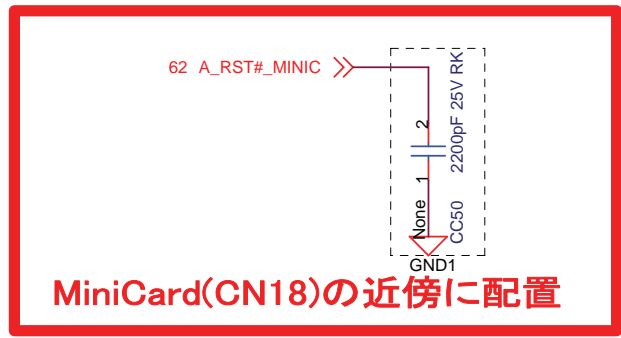 62 A_RST#_MINIC
2200pF 25V RK
2
1
None
CC50
GND1
MiniCard(CN18)の近傍に配置